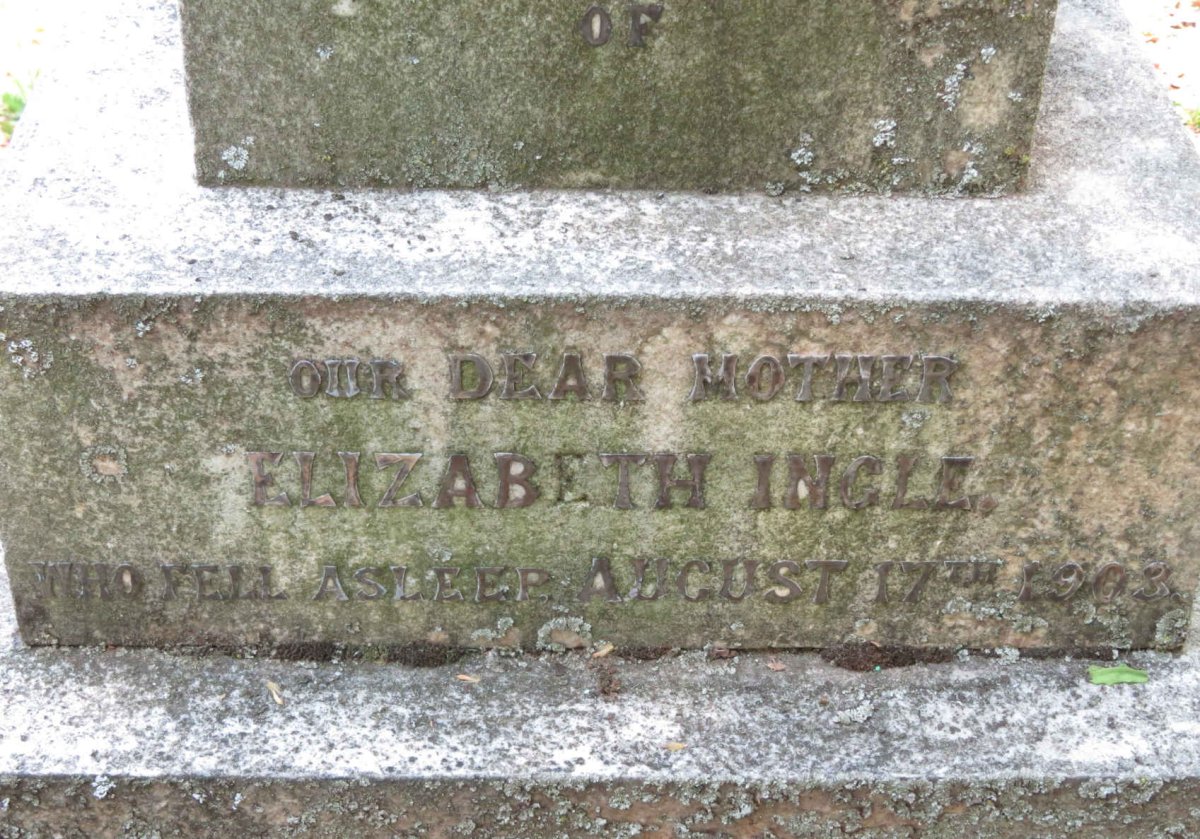 OF
OUR DEAR MOTHER
ELIZABETH INGLE.
WHO FELL ASLEEP, AUGUST 17TH 1903.